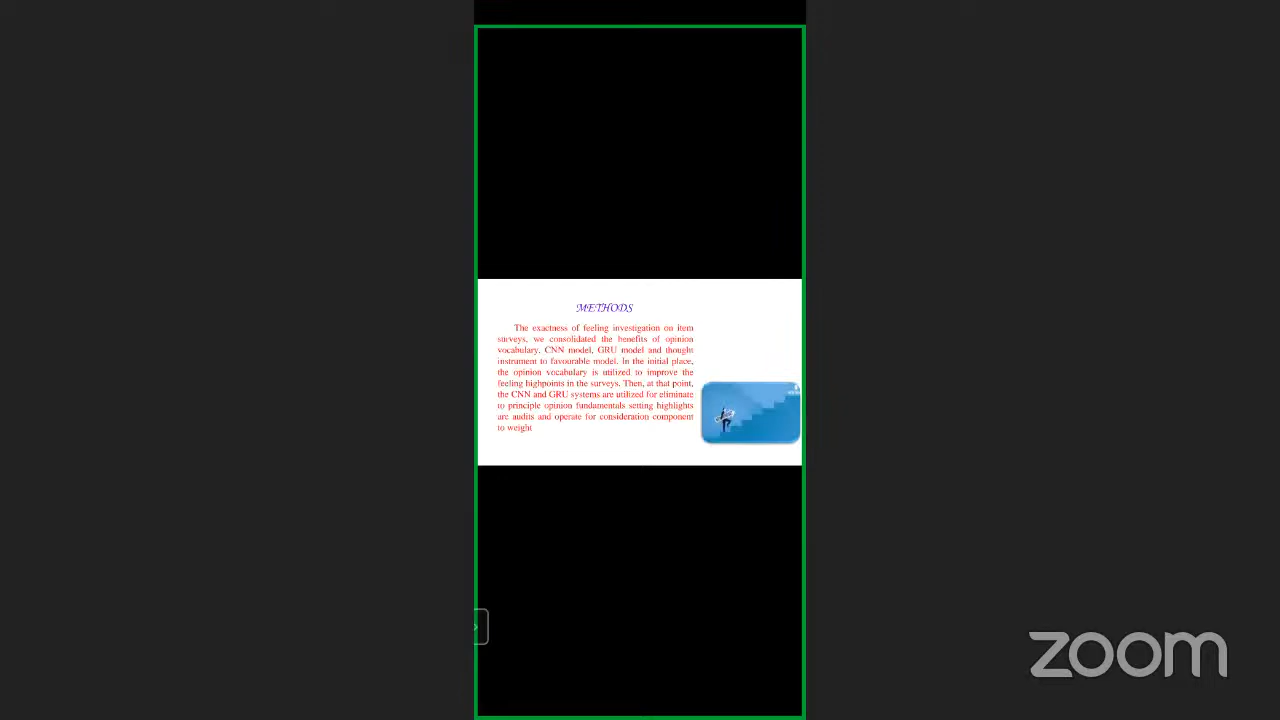 METHODS
The exactness of feeling investigation on item
surveys, we consolidated the benefits of opinion
vocabulary, CNN model, GRU model and thought
instrument to favourable model. In the initial place,
the opinion vocabulary is utilized to improve the
feeling highpoints in the surveys. Then, at that point,
the CNN and GRU systems are utilized for eliminate
to principle opinion fundamentals setting highlights
are audits and operate for consideration component
to weight
zoom